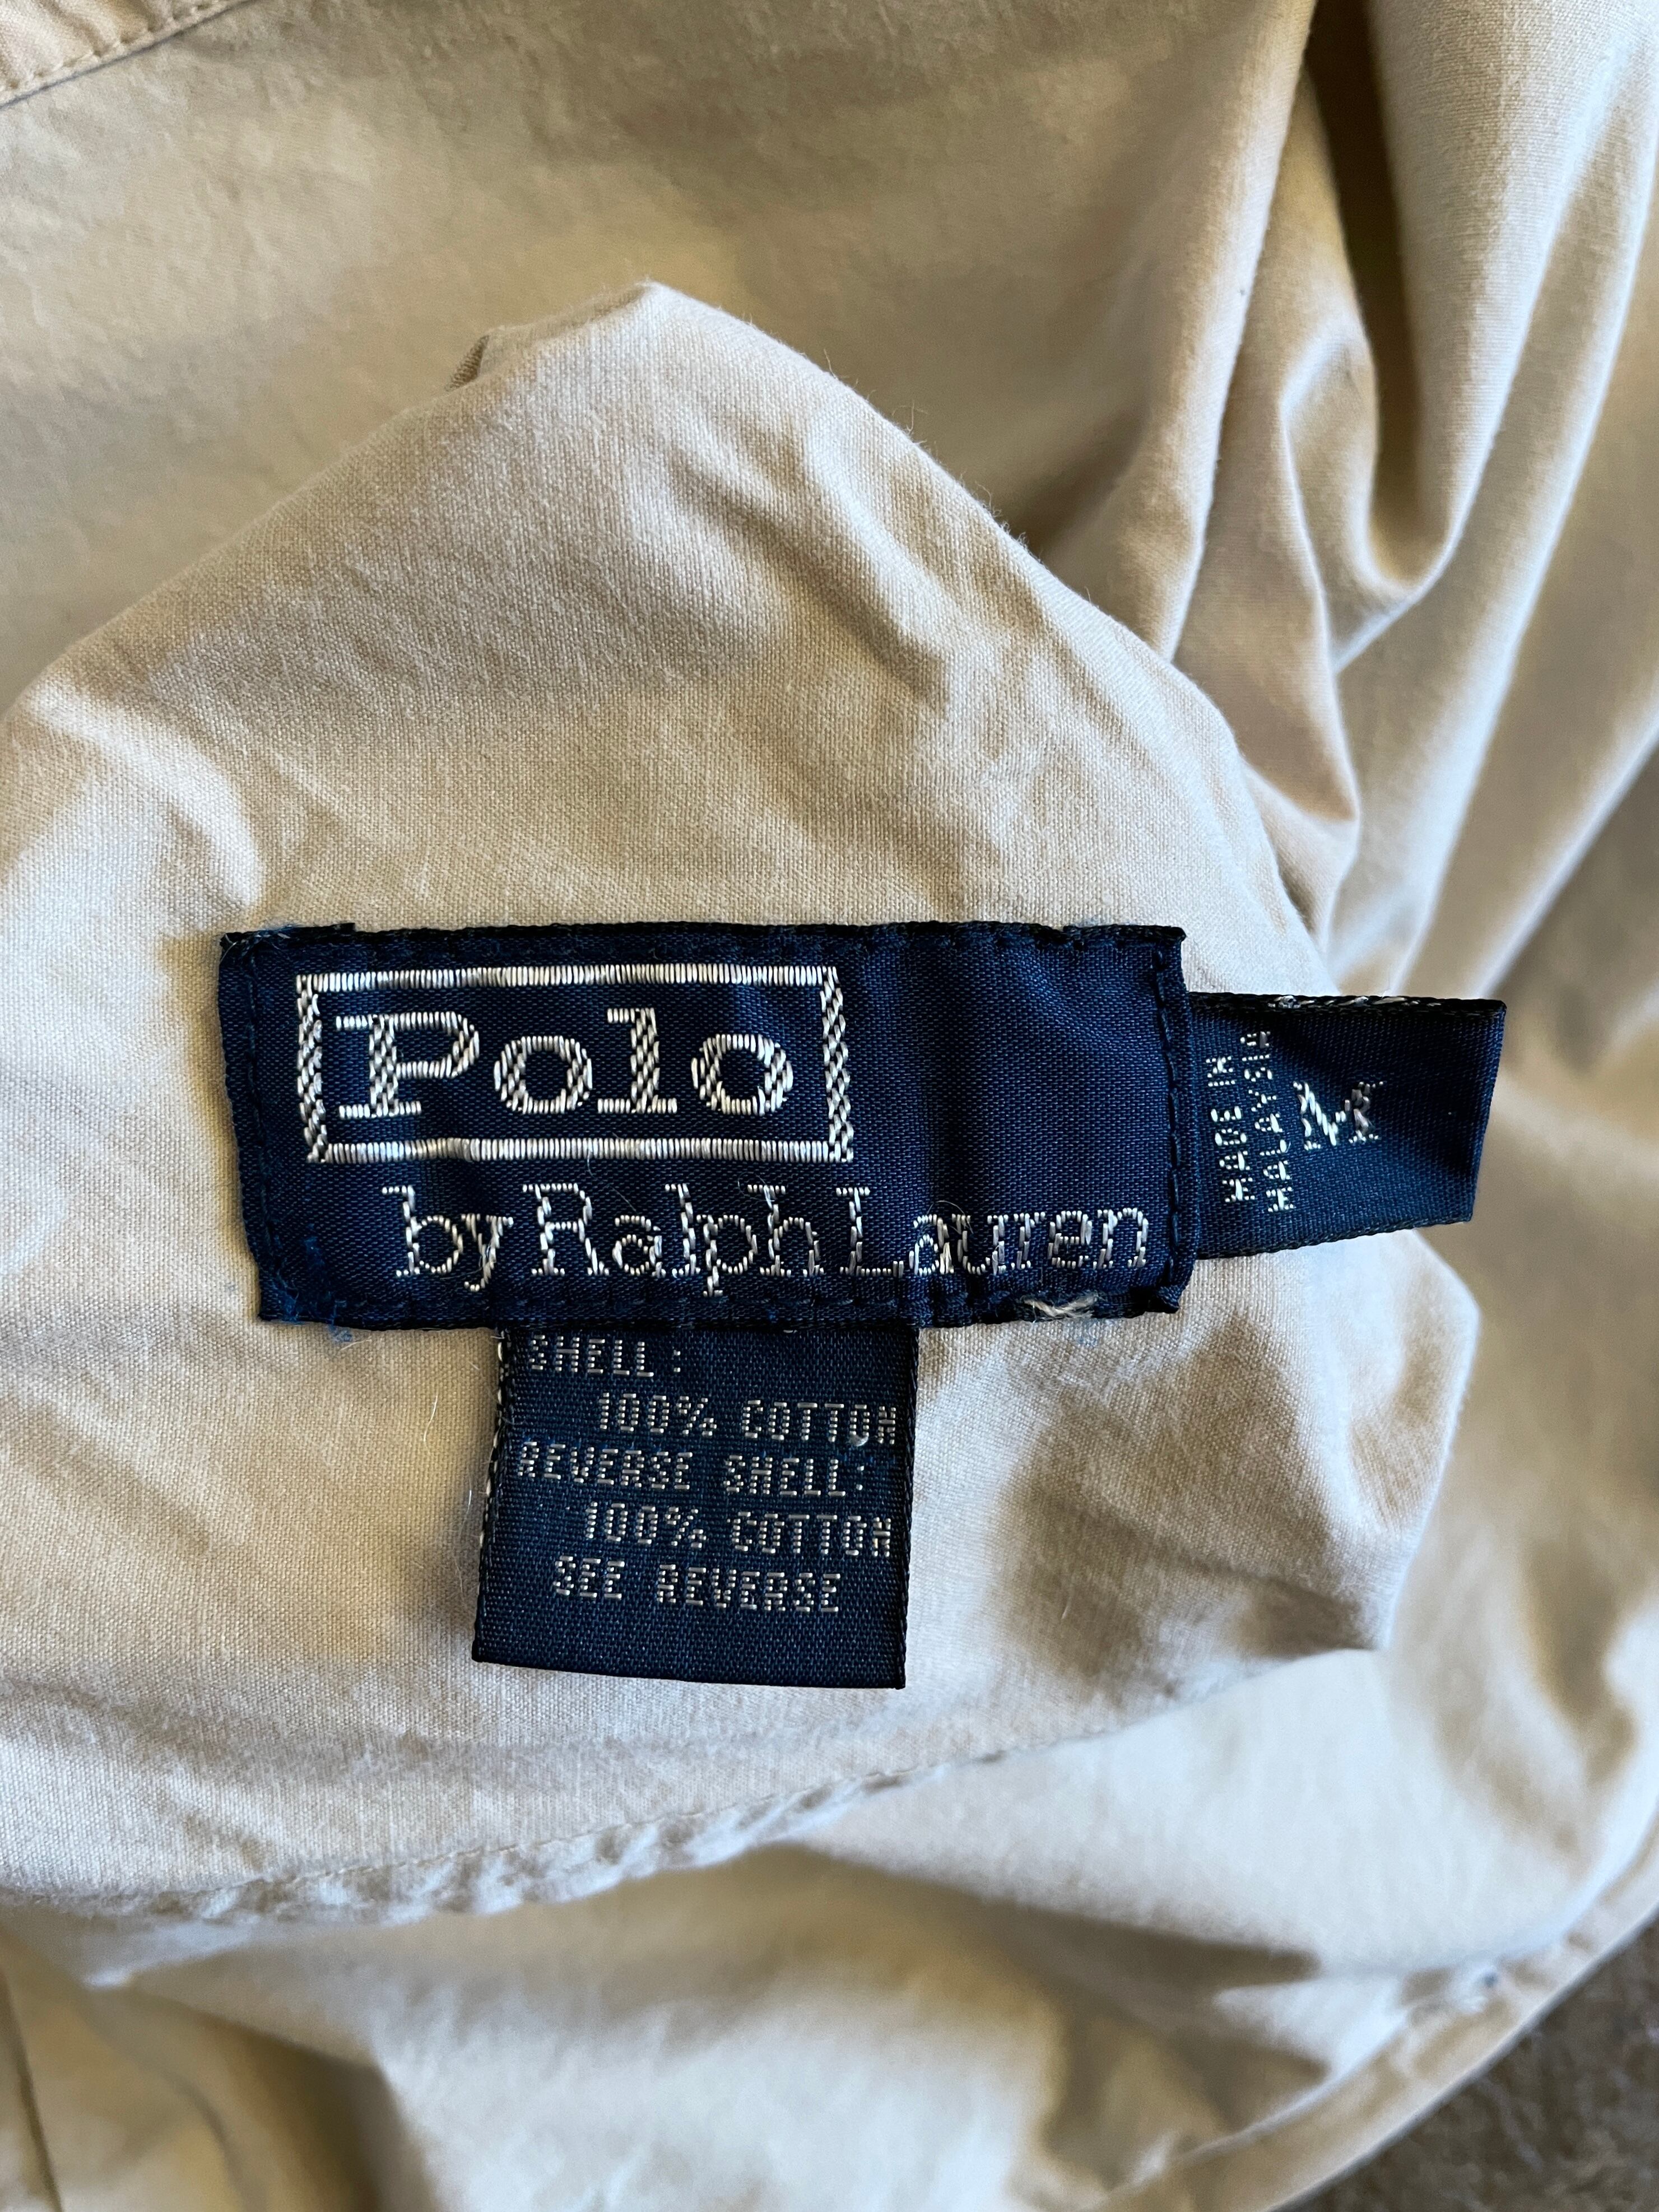 Polo
by Ralph Lauren
MADE IN
MALAYSIA
M
SHELL:
100% COTTON
REVERSE SHELL:
100% COTTON
SEE REVERSE